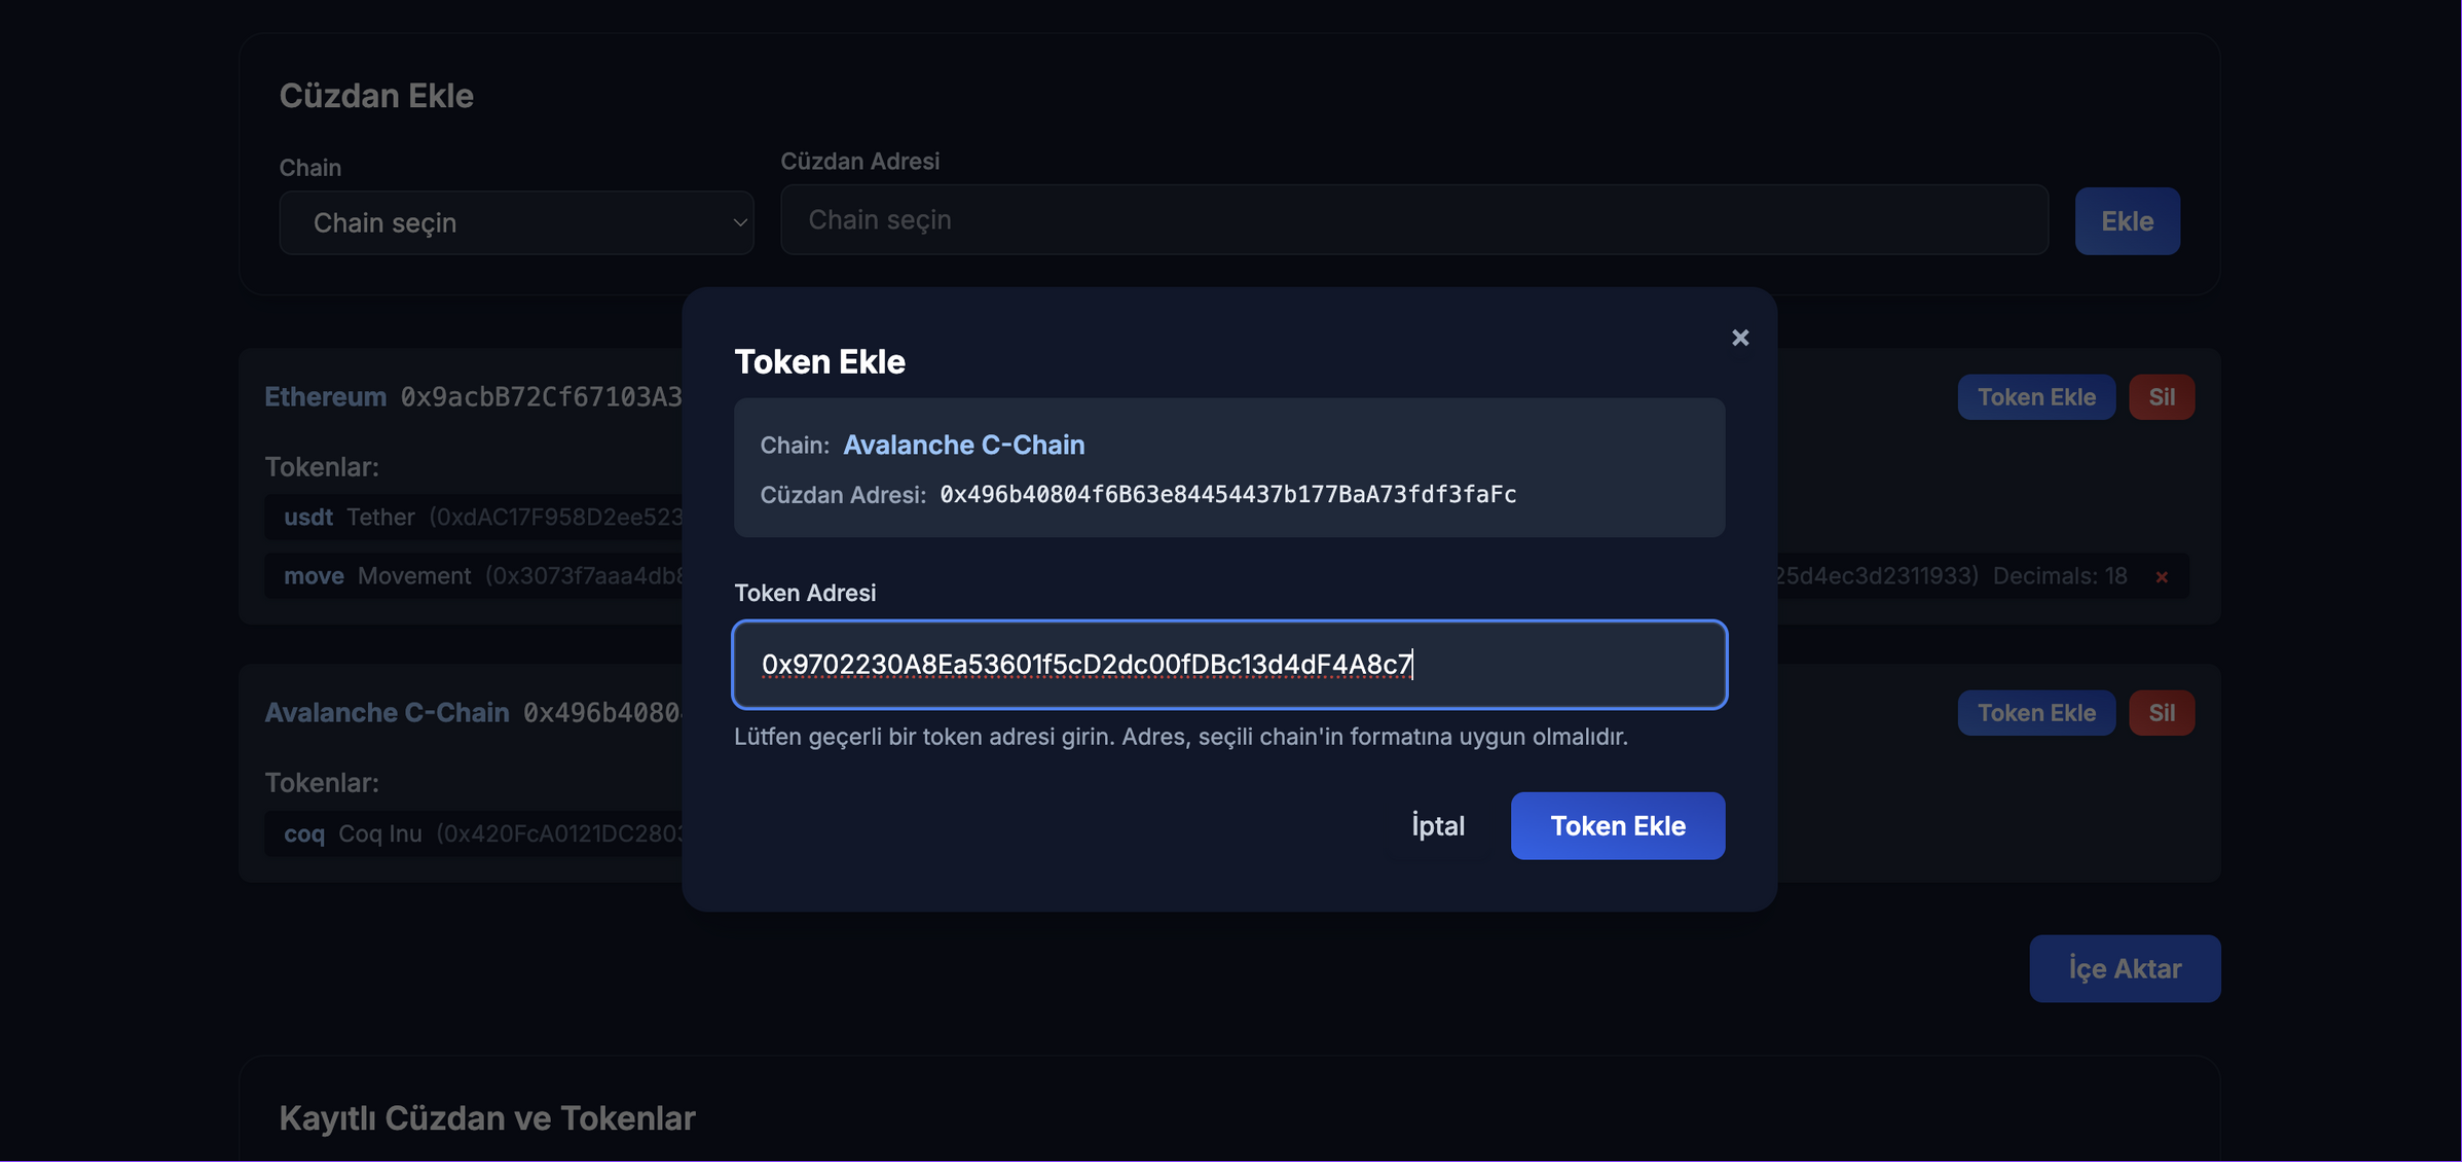 Cüzdan Ekle
Chain
Cüzdan Adresi
Chain seçin
Chain seçin
Ekle
Token Ekle
×
Chain: Avalanche C-Chain
Cüzdan Adresi: 0x496b40804f6B63e84454437b177BaA73fdf3faFc
Token Adresi
0x9702230A8Ea53601f5cD2dc00fDBc13d4dF4A8c7
Lütfen geçerli bir token adresi girin. Adres, seçili chain'in formatına uygun olmalıdır.
İptal
Token Ekle
Ethereum 0x9acbB72Cf67103A3
Token Ekle
Sil
Tokenlar:
usdt Tether (0xdAC17F958D2ee523
move Movement (0x3073f7aaa4db8
25d4ec3d2311933) Decimals: 18 ×
Avalanche C-Chain 0x496b4080
Token Ekle
Sil
Tokenlar:
coq Coq Inu (0x420FcA0121DC2803
İçe Aktar
Kayıtlı Cüzdan ve Tokenlar